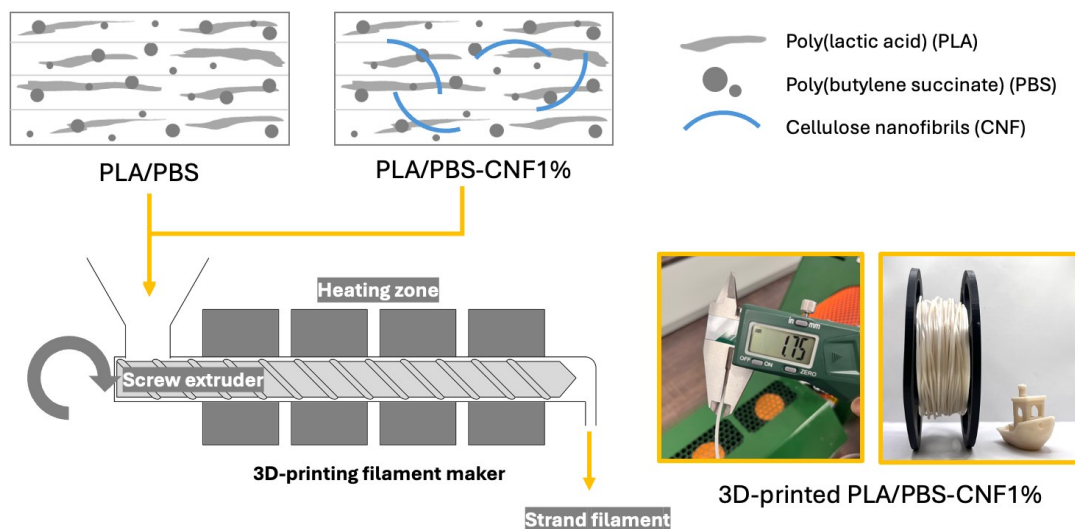 Poly(lactic acid) (PLA)
Poly(butylene succinate) (PBS)
Cellulose nanofibrils (CNF)
PLA/PBS
PLA/PBS-CNF1%
Heating zone
Screw extruder
3D-printing filament maker
Strand filament
in mm
1.75
OFF ON ZERO
3D-printed PLA/PBS-CNF1%